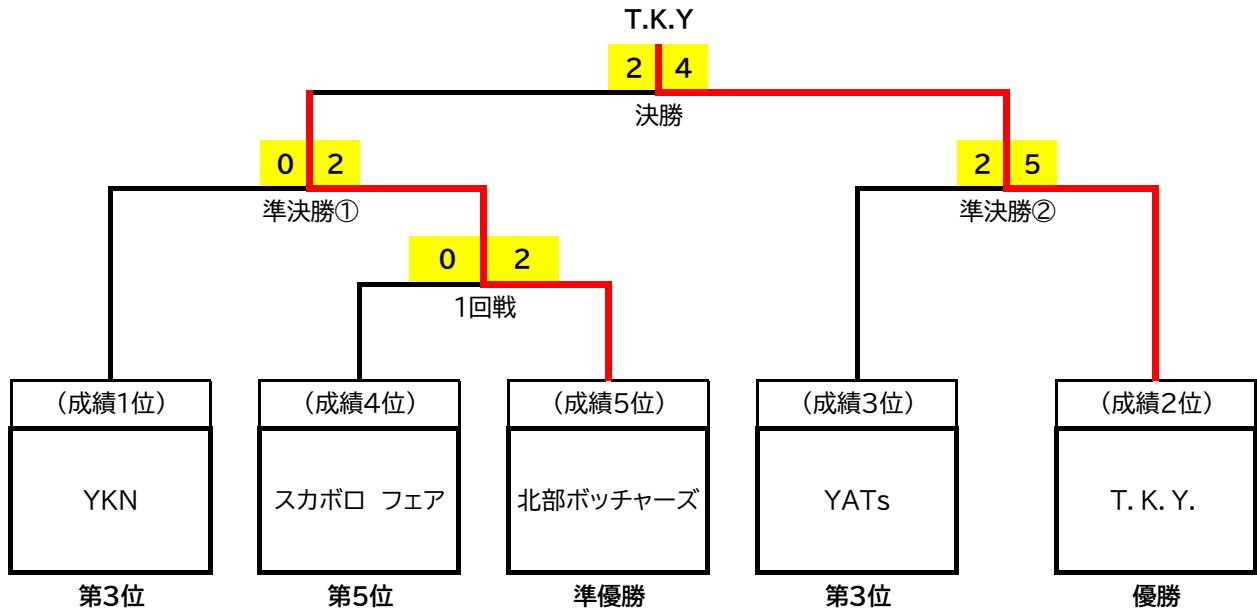 T.K.Y
2 4
決勝
0 2
準決勝①
2 5
準決勝②
0 2
1回戦
(成績1位)
(成績4位)
(成績5位)
(成績3位)
(成績2位)
YKN
スカボロ フェア
北部ボッチャーズ
YATs
T. K. Y.
第3位
第5位
準優勝
第3位
優勝